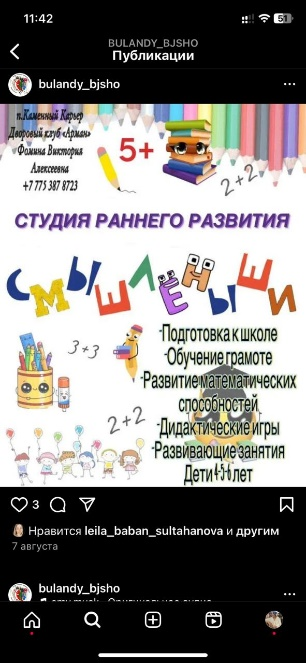 11:42
51
BULANDY_BJSHO
Публикации
bulandy_bjsho
п.Каменный Карьер
Дворовый клуб «Арман»
Фомина Виктория
Алексеевна
+7 775 387 8723
5+
2+2
СТУДИЯ РАННЕГО РАЗВИТИЯ
СМЫШЛЁНЫШИ
3+3
2+2
-Подготовка к школе
-Обучение грамоте
-Развитие математических
способностей
-Дидактические игры
-Развивающие занятия
Дети 4-5-6 лет
3
Нравится leila_baban_sultahanova и другим
7 августа
bulandy_bjsho